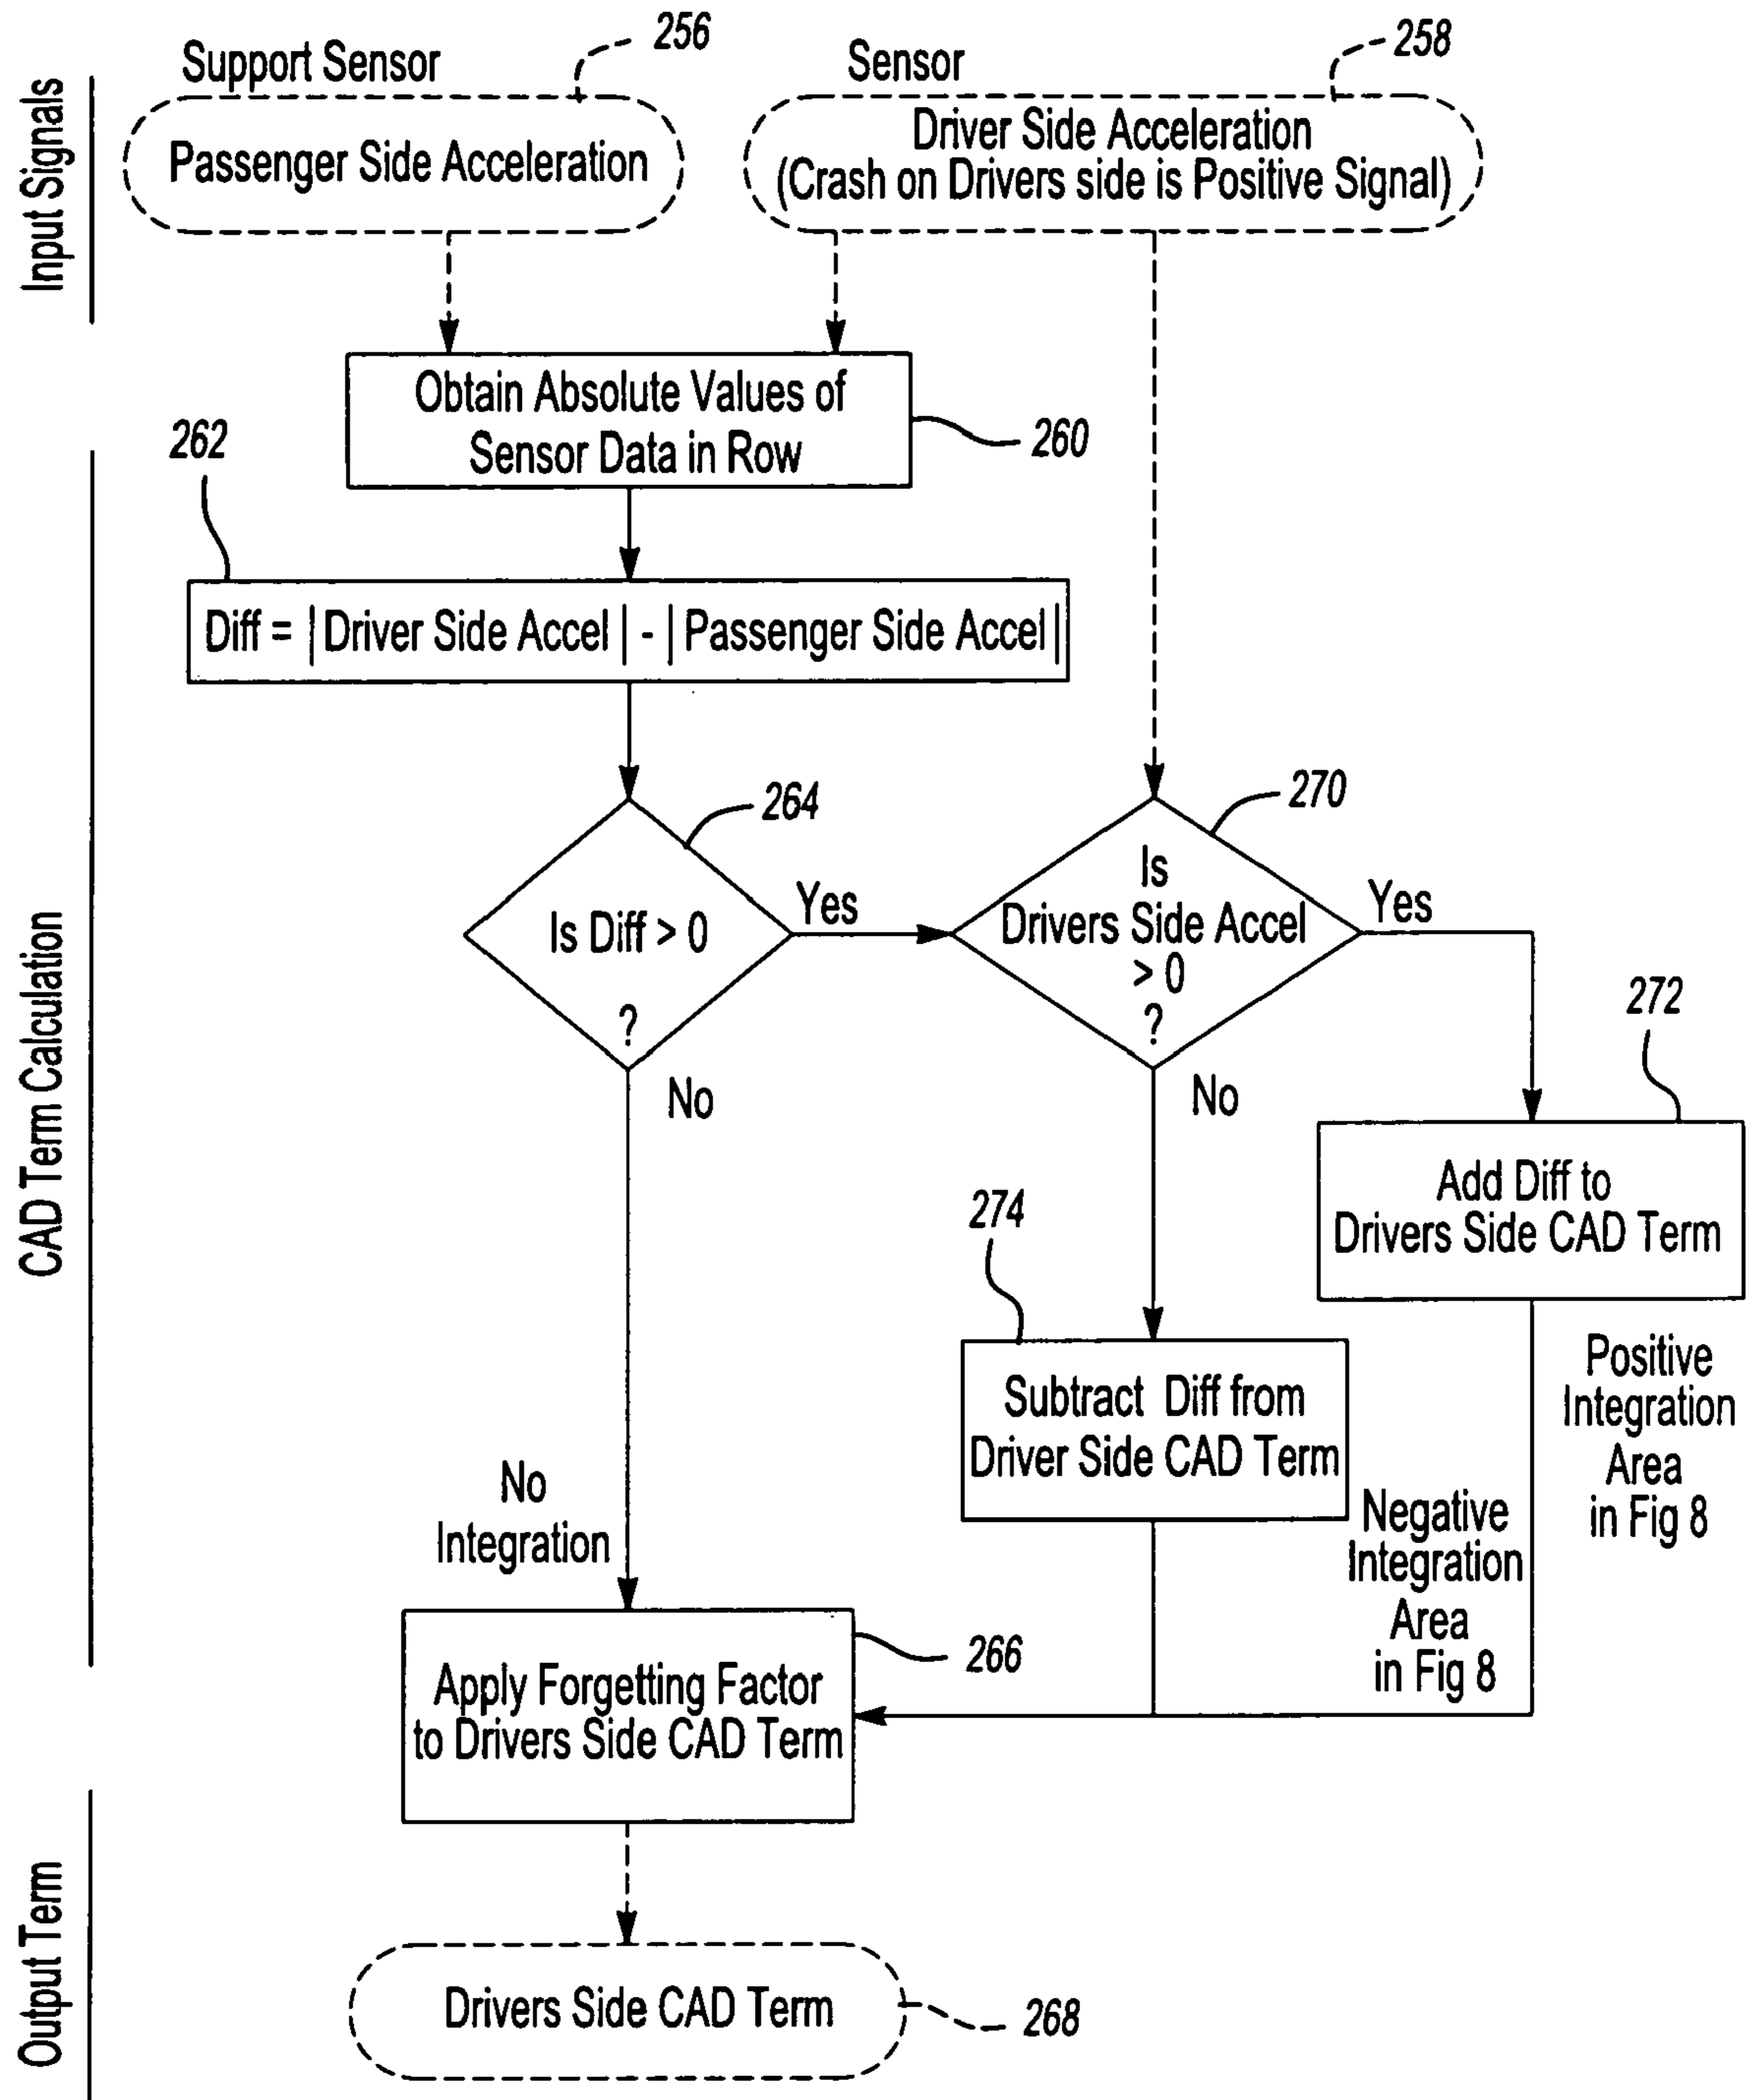 Input Signals
Support Sensor
256
Passenger Side Acceleration
Sensor
258
Driver Side Acceleration
(Crash on Drivers side is Positive Signal)
Obtain Absolute Values of
Sensor Data in Row
260
262
Diff = |Driver Side Accel| - |Passenger Side Accel|
CAD Term Calculation
264
Is Diff > 0
?
Yes
No
270
Is
Drivers Side Accel
> 0
?
Yes
No
272
Add Diff to
Drivers Side CAD Term
274
Subtract Diff from
Driver Side CAD Term
Positive
Integration
Area
in Fig 8
Negative
Integration
Area
in Fig 8
No
Integration
Apply Forgetting Factor
to Drivers Side CAD Term
266
Output Term
Drivers Side CAD Term
268